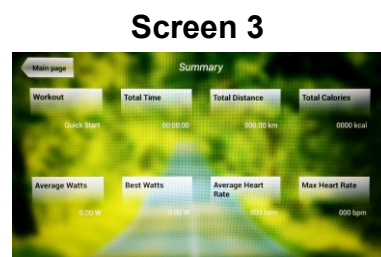 Screen 3
Main page
Summary
Workout
Total Time
Total Distance
Total Calories
Quick Start
00:00:00
000.00 km
0000 kcal
Average Watts
Best Watts
Average Heart
Rate
Max Heart Rate
0.00 W
0.00 W
000 bpm
000 bpm